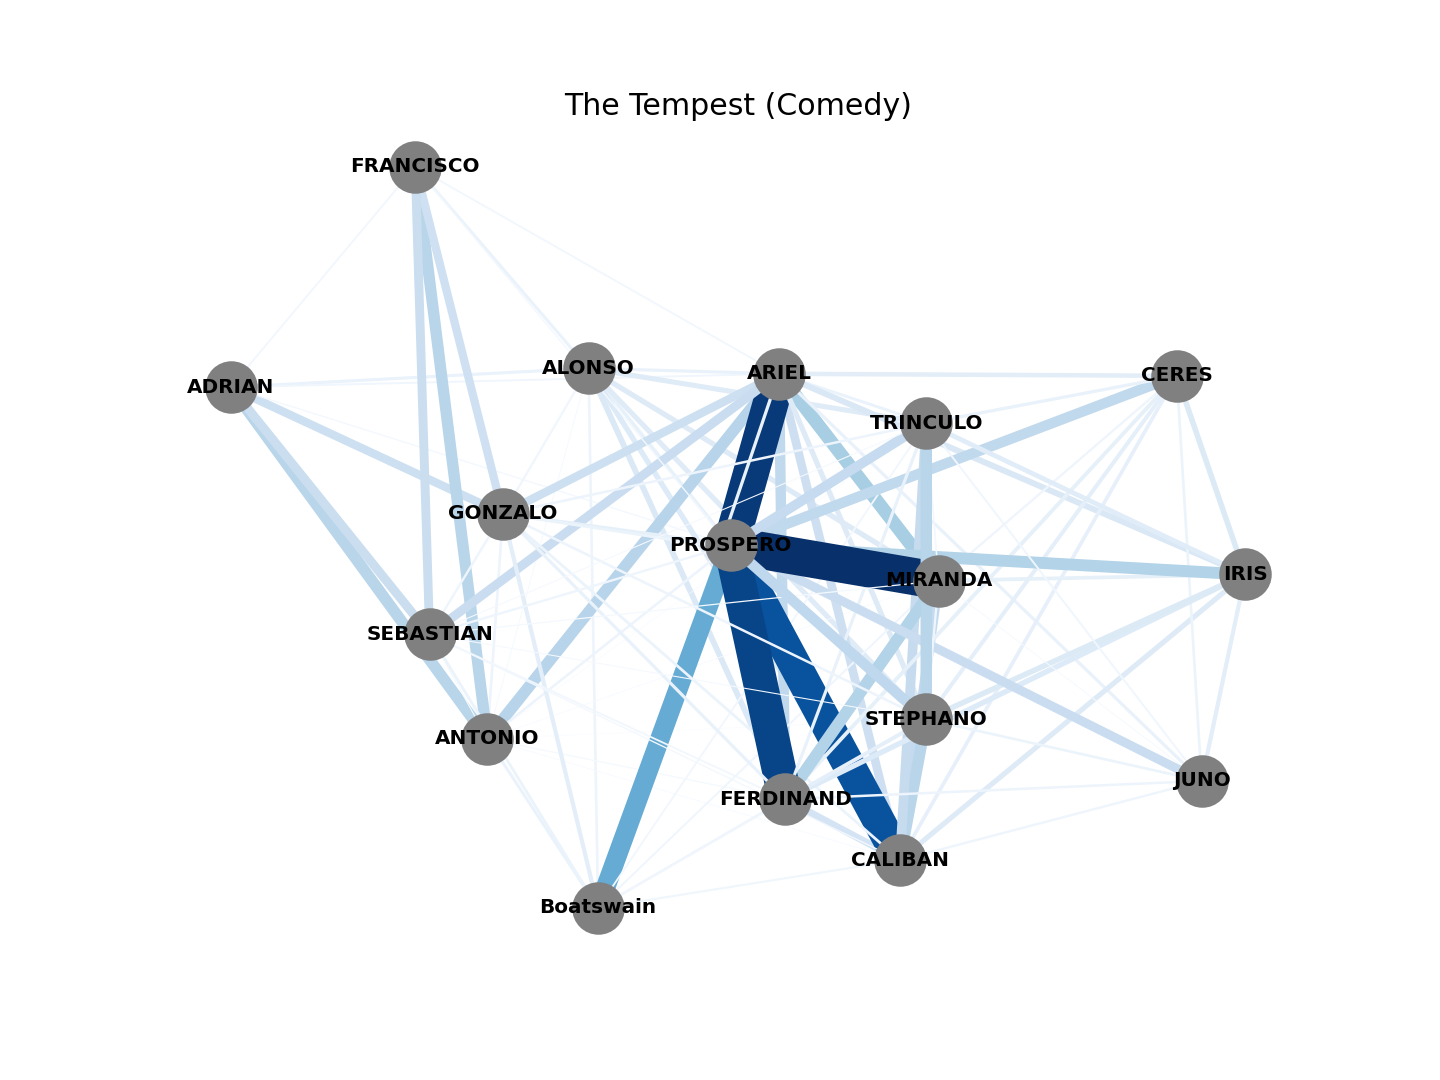 The Tempest (Comedy)
FRANCISCO
ALONSO
ARIEL
CERES
ADRIAN
TRINCULO
GONZALO
PROSPERO
MIRANDA
IRIS
SEBASTIAN
STEPHANO
ANTONIO
JUNO
FERDINAND
CALIBAN
Boatswain